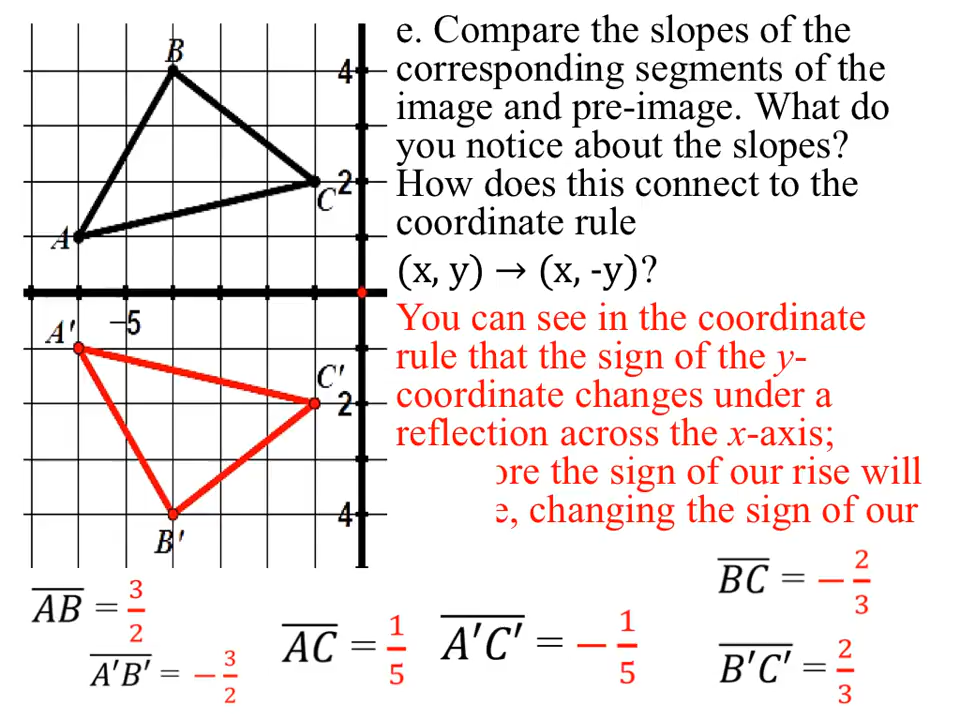 B
4
e. Compare the slopes of the
corresponding segments of the
image and pre-image. What do
you notice about the slopes?
How does this connect to the
coordinate rule
(x, y) → (x, -y)?
C
2
A
−5
A'
You can see in the coordinate
rule that the sign of the y-
coordinate changes under a
reflection across the x-axis;
the sign of our rise will
changing the sign of our
C'
2
4
B'
AB = 3/2
A'B' = −3/2
AC = 1/5
A'C' = −1/5
BC = −2/3
B'C' = 2/3